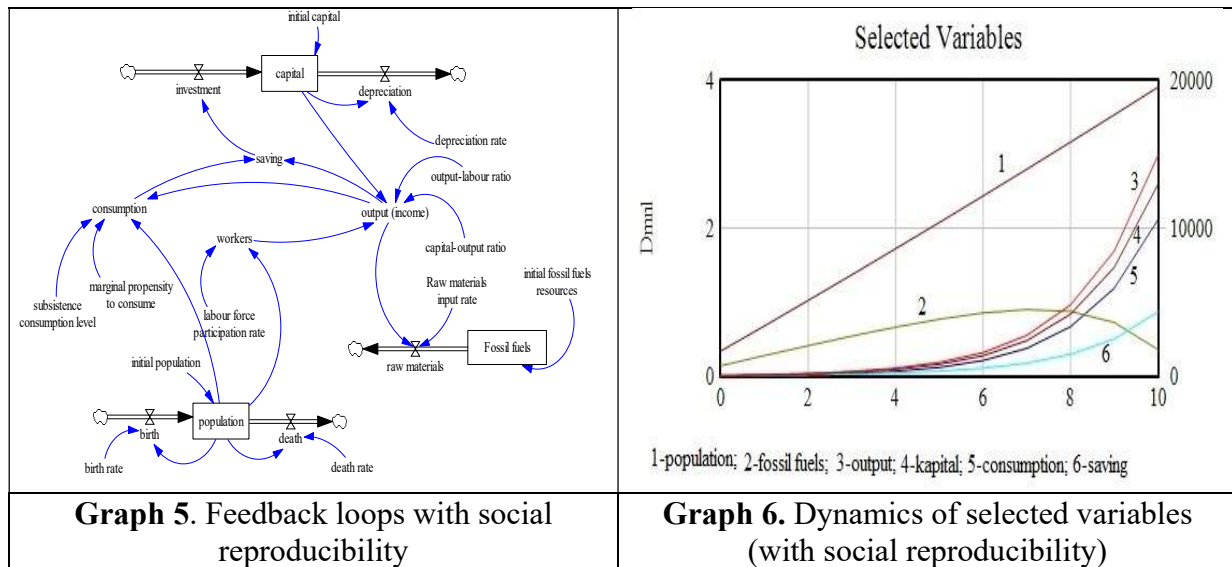 initial capital
capital
investment
depreciation
depreciation rate
saving
output-labour
ratio
consumption
output (income)
workers
capital-output ratio
subsistence
consumption level
marginal propensity
to consume
labour force
participation rate
Raw materials
input rate
initial fossil fuels
resources
Fossil fuels
raw materials
initial population
population
birth
death
birth rate
death rate
Graph 5. Feedback loops with social
reproducibility
Selected Variables
4
2
0
Dmnl
20000
10000
0
0 2 4 6 8 10
1
2
3
4
5
6
1-population; 2-fossil fuels; 3-output; 4-kapital; 5-consumption; 6-saving
Graph 6. Dynamics of selected variables
(with social reproducibility)